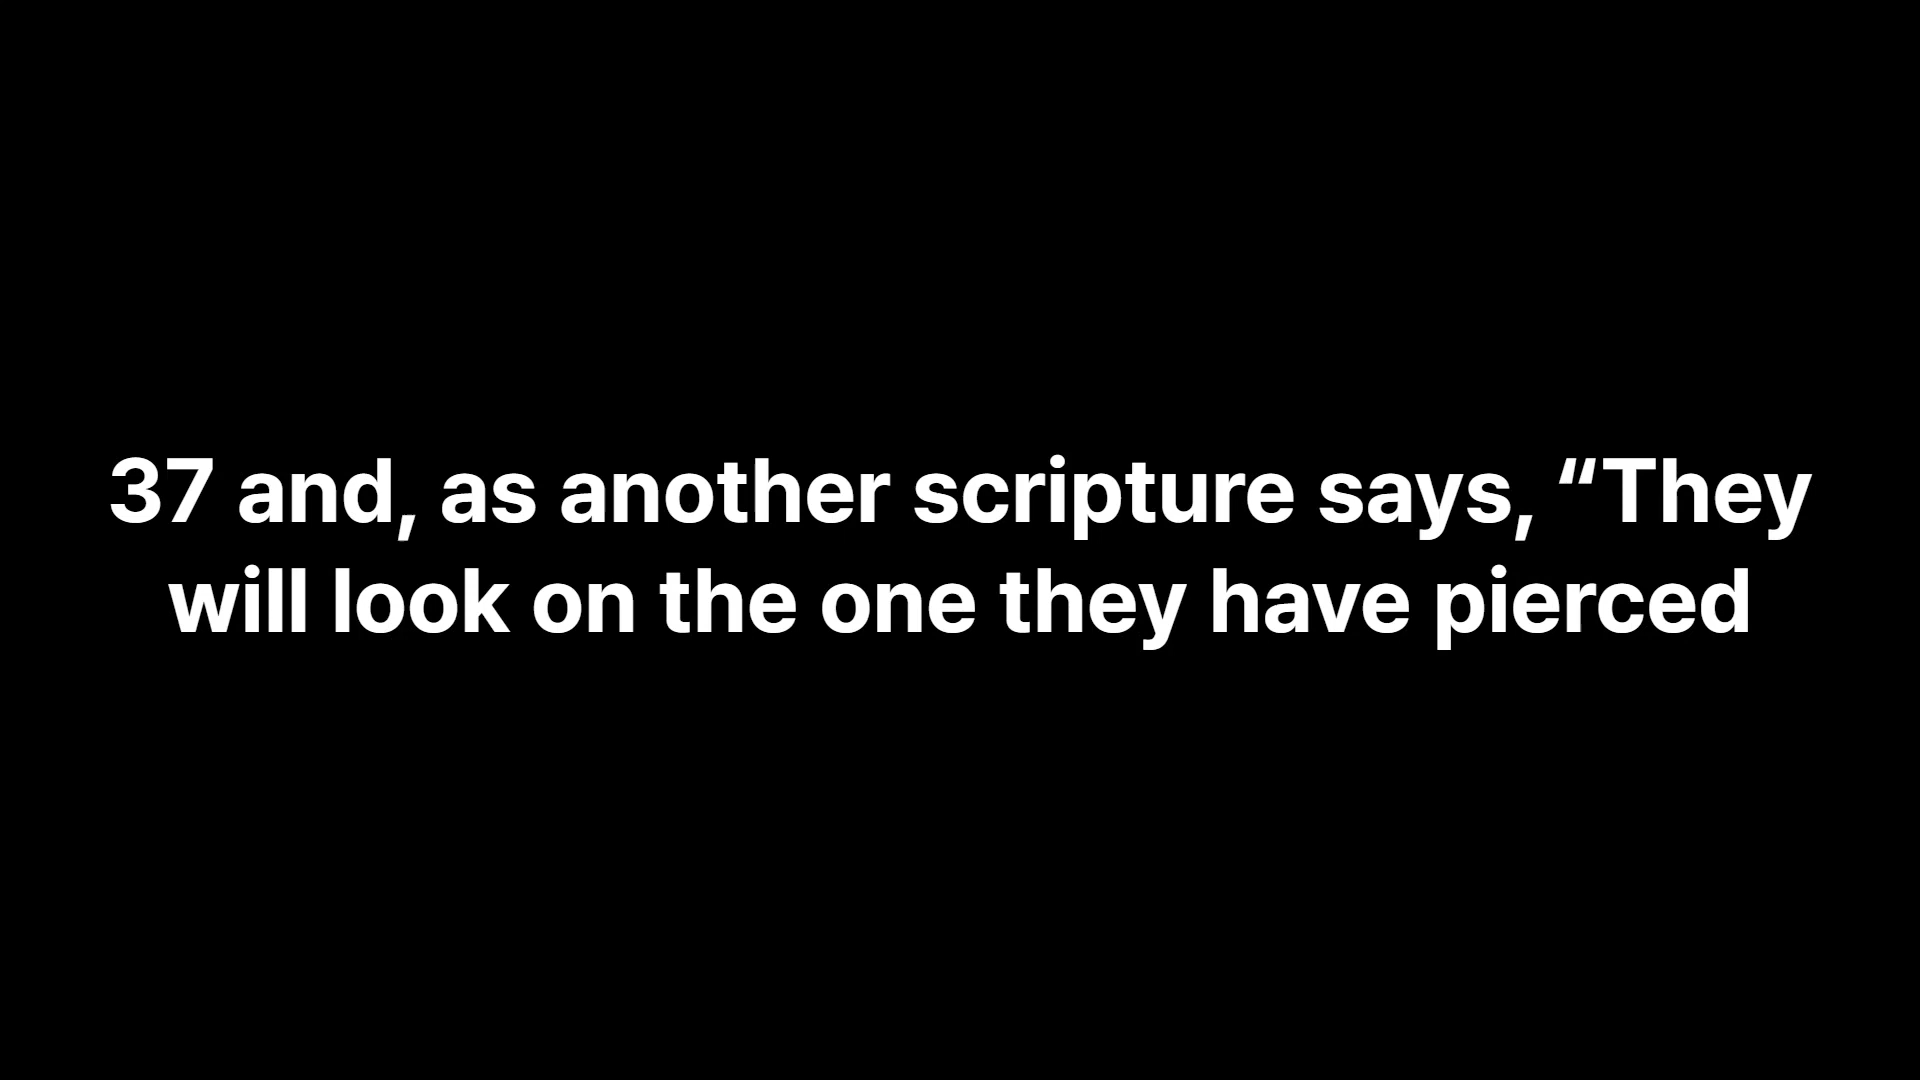 37 and, as another scripture says, “They
will look on the one they have pierced